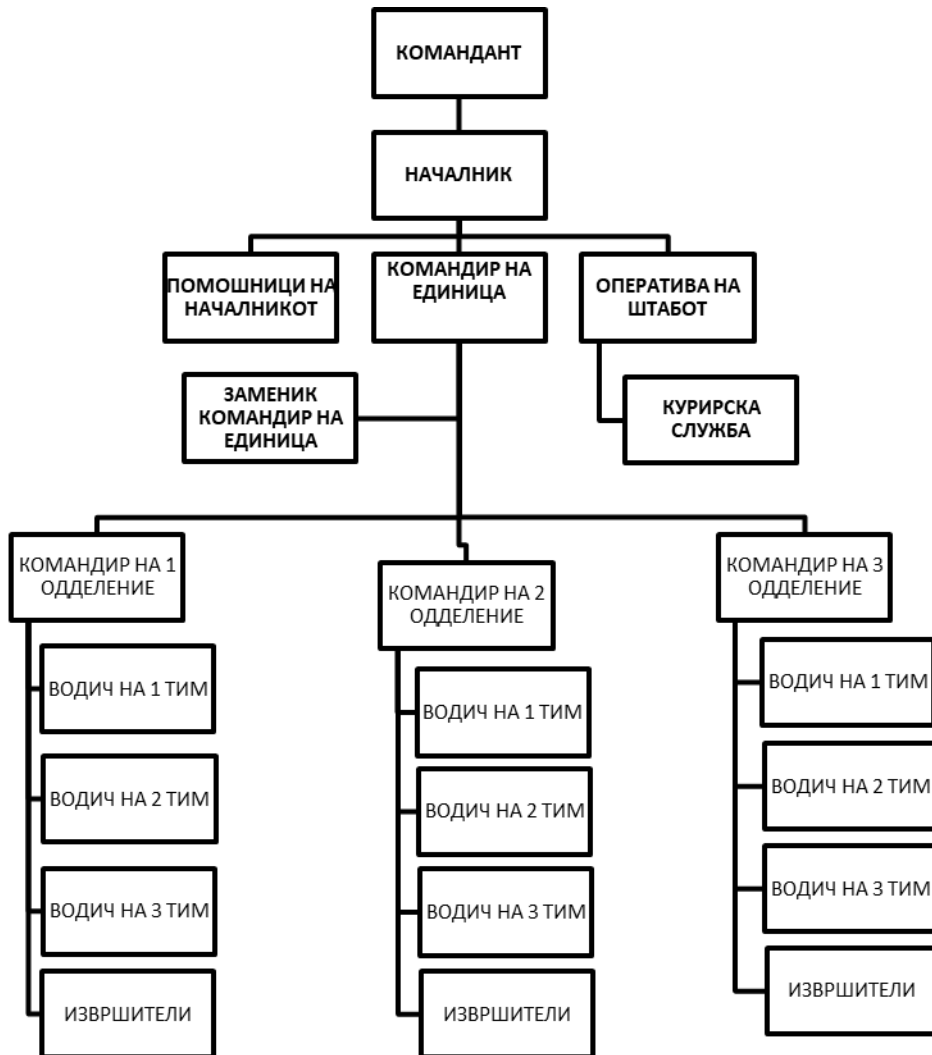 КОМАНДАНТ
НАЧАЛНИК
ПОМОШНИЦИ НА
НАЧАЛНИКОТ
КОМАНДИР НА
ЕДИНИЦА
ОПЕРАТИВА НА
ШТАБОТ
ЗАМЕНИК
КОМАНДИР НА
ЕДИНИЦА
КУРИРСКА
СЛУЖБА
КОМАНДИР НА 1
ОДДЕЛЕНИЕ
ВОДИЧ НА 1 ТИМ
ВОДИЧ НА 2 ТИМ
ВОДИЧ НА 3 ТИМ
ИЗВРШИТЕЛИ
КОМАНДИР НА 2
ОДДЕЛЕНИЕ
ВОДИЧ НА 1 ТИМ
ВОДИЧ НА 2 ТИМ
ВОДИЧ НА 3 ТИМ
ИЗВРШИТЕЛИ
КОМАНДИР НА 3
ОДДЕЛЕНИЕ
ВОДИЧ НА 1 ТИМ
ВОДИЧ НА 2 ТИМ
ВОДИЧ НА 3 ТИМ
ИЗВРШИТЕЛИ